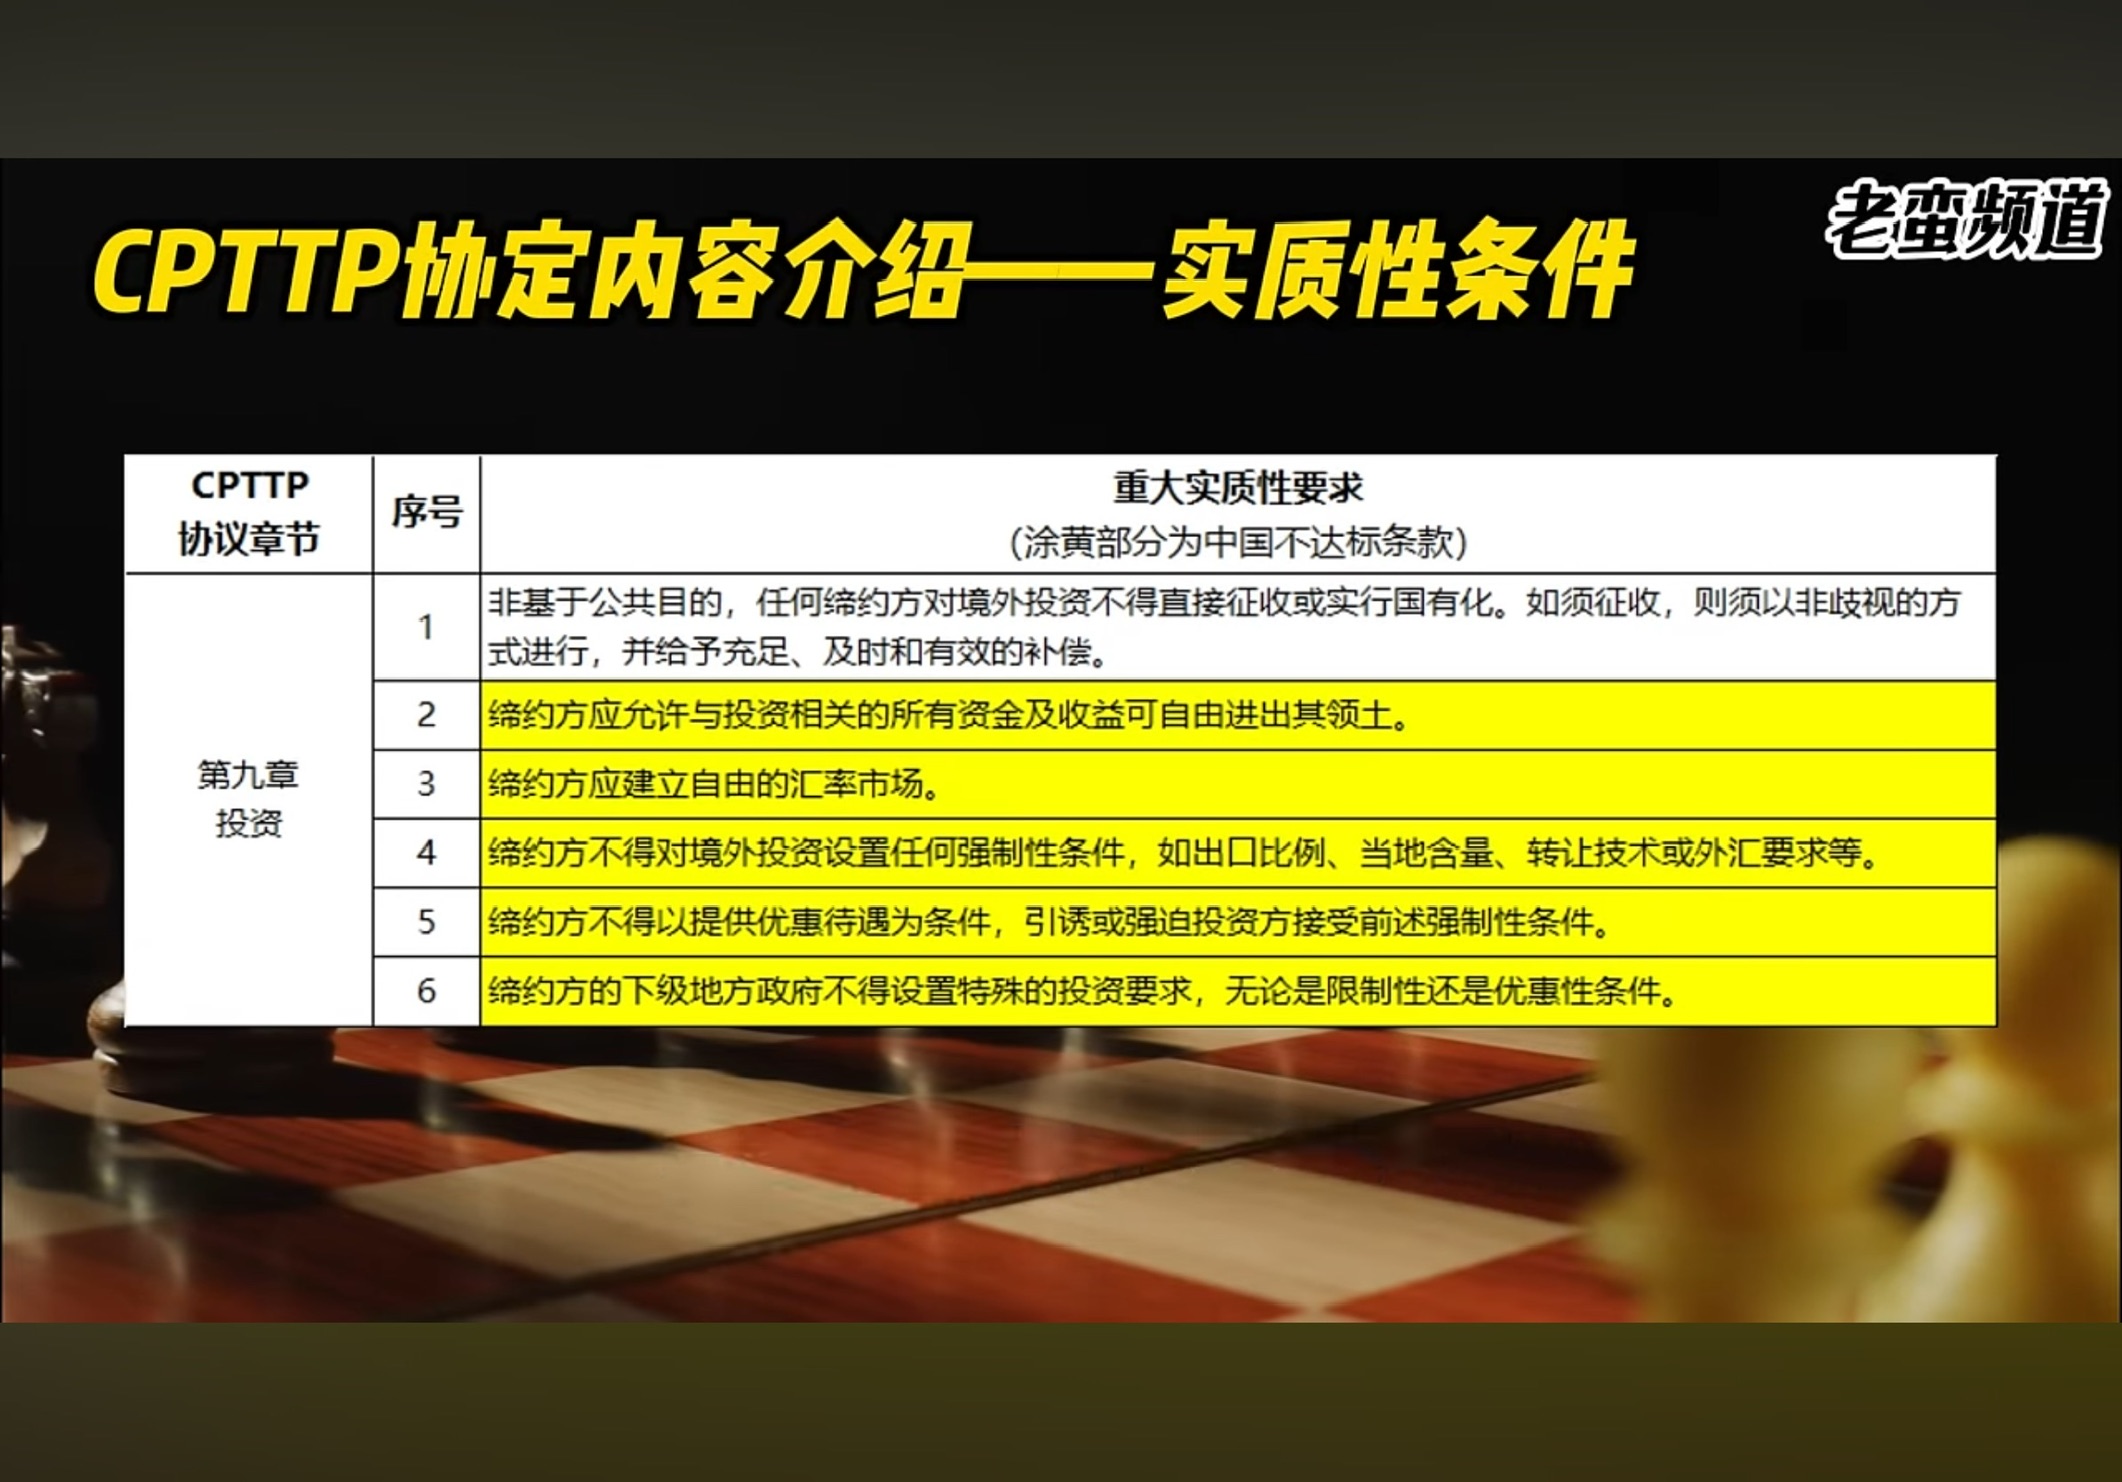 老蛮频道
CPTTP协定内容介绍——实质性条件
CPTTP
协议章节
序号
重大实质性要求
（涂黄部分为中国不达标条款）
第九章
投资
1
非基于公共目的，任何缔约方对境外投资不得直接征收或实行国有化。如须征收，则须以非歧视的方
式进行，并给予充足、及时和有效的补偿。
2
缔约方应允许与投资相关的所有资金及收益可自由进出其领土。
3
缔约方应建立自由的汇率市场。
4
缔约方不得对境外投资设置任何强制性条件，如出口比例、当地含量、转让技术或外汇要求等。
5
缔约方不得以提供优惠待遇为条件，引诱或强迫投资方接受前述强制性条件。
6
缔约方的下级地方政府不得设置特殊的投资要求，无论是限制性还是优惠性条件。